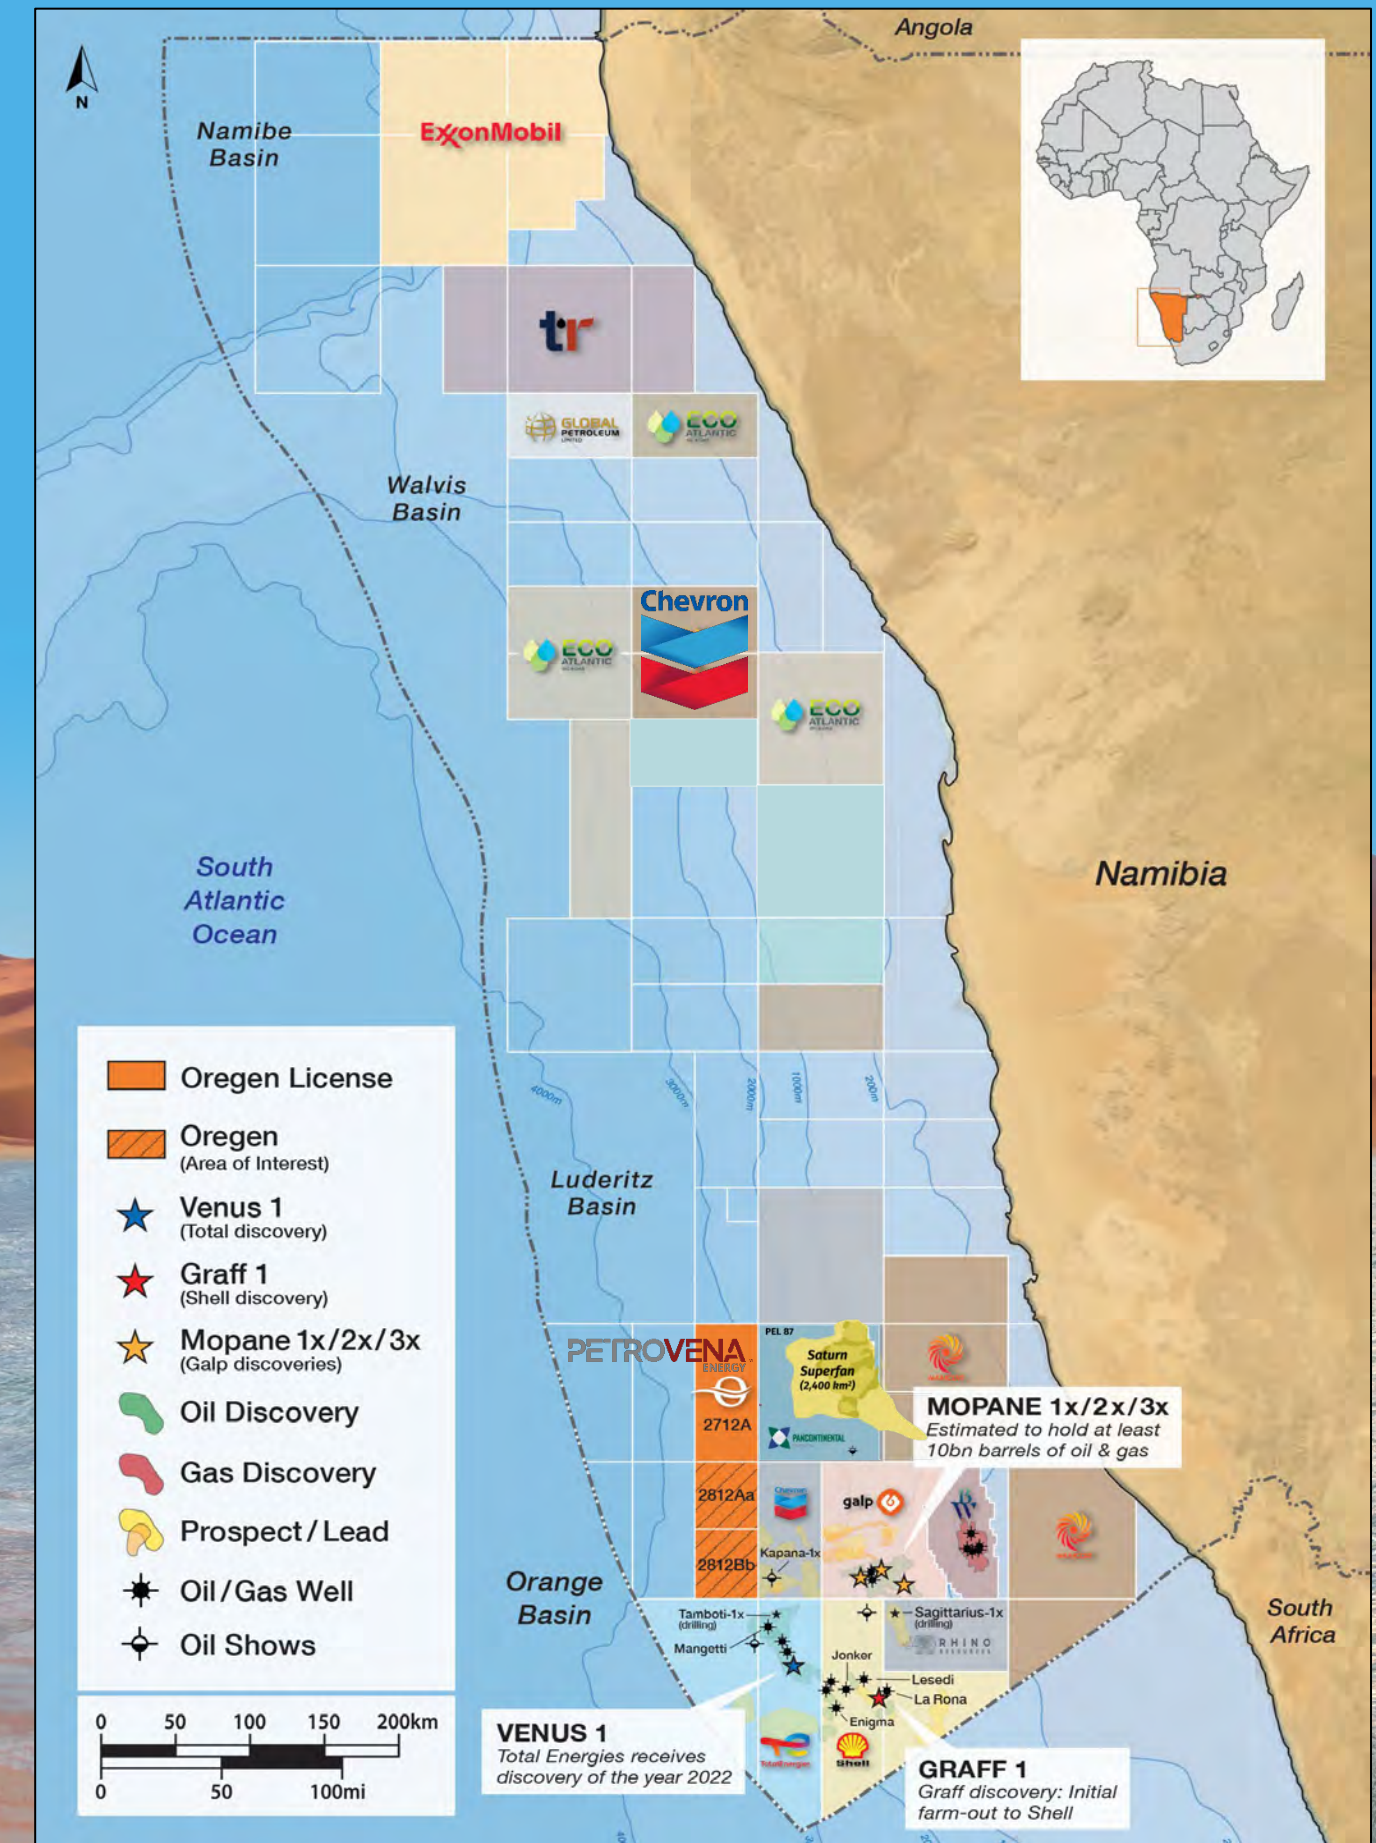 Angola
N
Namibe
Basin
ExxonMobil
tr
GLOBAL
PETROLEUM
LIMITED
ECO
ATLANTIC
Walvis
Basin
Chevron
ECO
ATLANTIC
ECO
ATLANTIC
South
Atlantic
Ocean
Namibia
4000m
3000m
2000m
1000m
200m
Luderitz
Basin
PETROVENA
ENERGY
2712A
PEL 87
Saturn
Superfan
(2,400 km²)
PANCONTINENTAL
MOPANE 1x/2x/3x
Estimated to hold at least
10bn barrels of oil & gas
2812Aa
Chevron
galp
2812Bb
Kapana-1x
Orange
Basin
South
Africa
Tamboti-1x
(drilling)
Mangetti
Sagittarius-1x
(drilling)
RHINO
RESOURCES
Jonker
Lesedi
La Rona
Enigma
VENUS 1
Total Energies receives
discovery of the year 2022
TotalEnergies
Shell
GRAFF 1
Graff discovery: Initial
farm-out to Shell
Oregen License
Oregen
(Area of Interest)
Venus 1
(Total discovery)
Graff 1
(Shell discovery)
Mopane 1x/2x/3x
(Galp discoveries)
Oil Discovery
Gas Discovery
Prospect/Lead
Oil/Gas Well
Oil Shows
0 50 100 150 200km
0 50 100mi